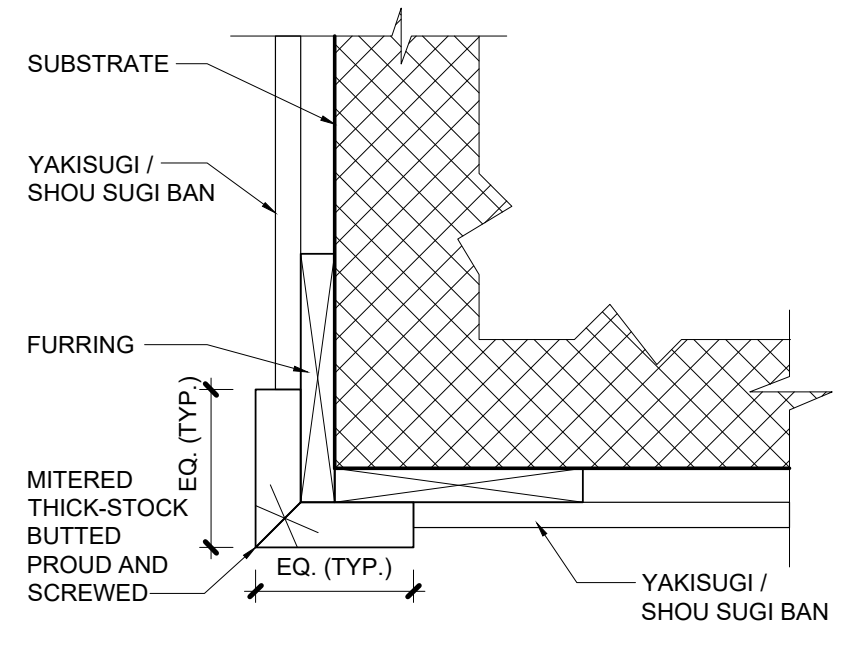 SUBSTRATE
YAKISUGI /
SHOU SUGI BAN
FURRING
EQ. (TYP.)
MITERED
THICK-STOCK
BUTTED
PROUD AND
SCREWED
EQ. (TYP.)
YAKISUGI /
SHOU SUGI BAN